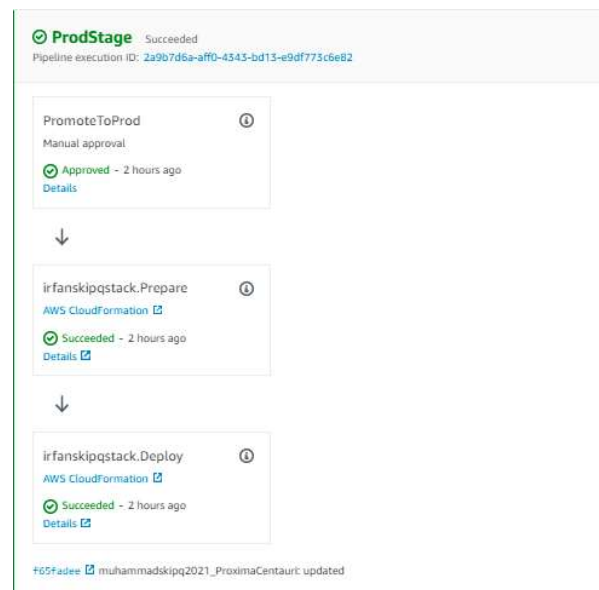 ProdStage Succeeded
Pipeline execution ID: 2a9b7d6a-aff0-4343-bd13-e9df773c6e82
PromoteToProd
Manual approval
Approved - 2 hours ago
Details
irfanskipqstack.Prepare
AWS CloudFormation
Succeeded - 2 hours ago
Details
irfanskipqstack.Deploy
AWS CloudFormation
Succeeded - 2 hours ago
Details
f65fadee muhammadskipq2021_ProximaCentauri: updated